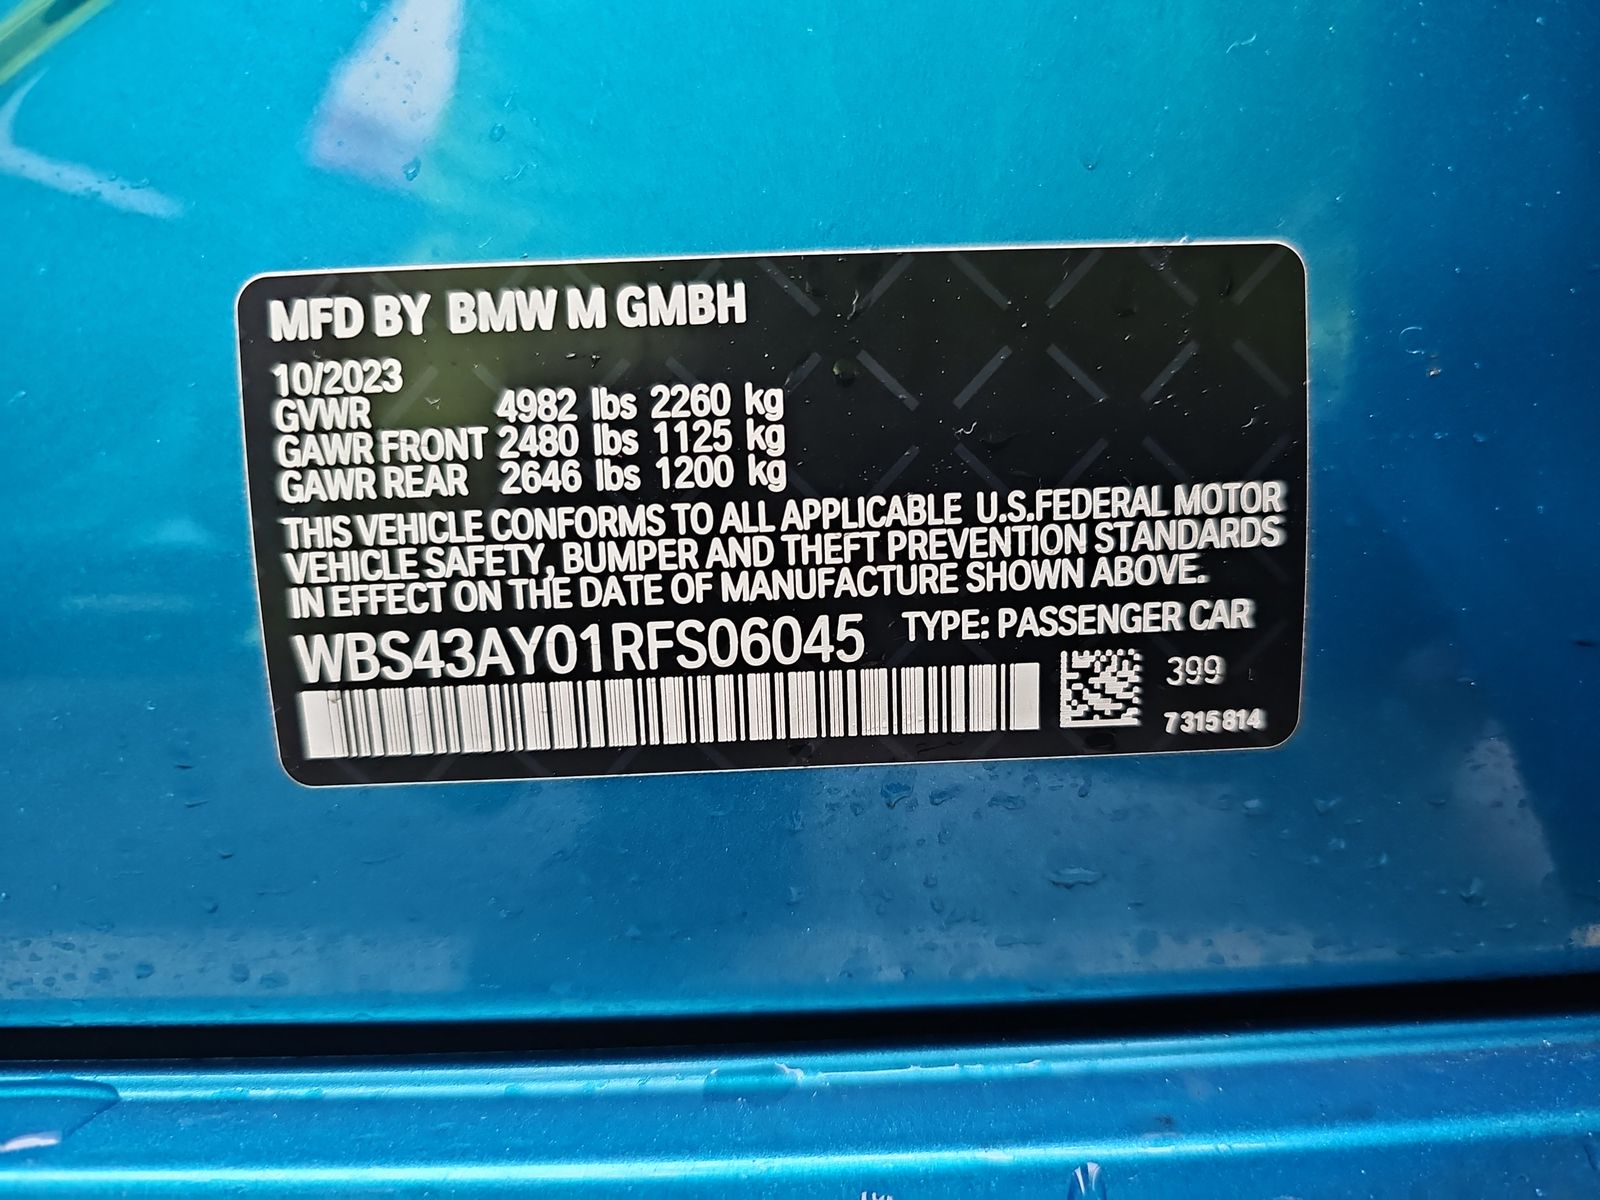 MFD BY BMW M GMBH
10/2023
GVWR 4982 lbs 2260 kg
GAWR FRONT 2480 lbs 1125 kg
GAWR REAR 2646 lbs 1200 kg
THIS VEHICLE CONFORMS TO ALL APPLICABLE U.S.FEDERAL MOTOR
VEHICLE SAFETY, BUMPER AND THEFT PREVENTION STANDARDS
IN EFFECT ON THE DATE OF MANUFACTURE SHOWN ABOVE.
WBS43AY01RFS06045 TYPE: PASSENGER CAR
399
7315814